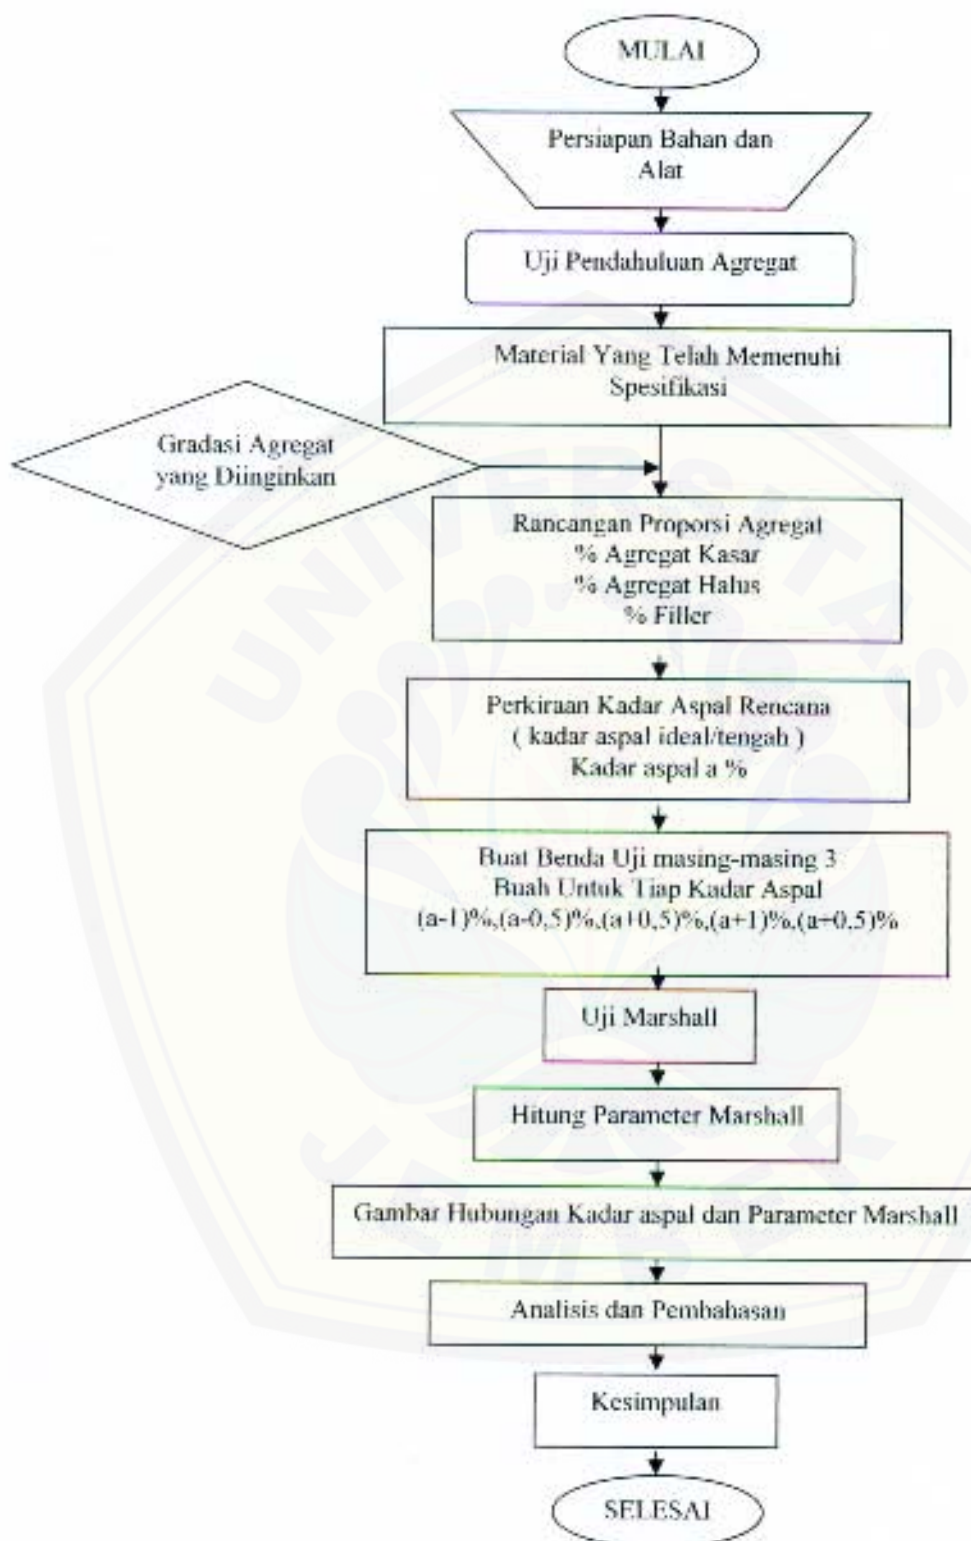 MULAI
Persiapan Bahan dan
Alat
Uji Pendahuluan Agregat
Material Yang Telah Memenuhi
Spesifikasi
Gradasi Agregat
yang Diinginkan
Rancangan Proporsi Agregat
% Agregat Kasar
% Agregat Halus
% Filler
Perkiraan Kadar Aspal Rencana
( kadar aspal ideal/tengah )
Kadar aspal a %
Buat Benda Uji masing-masing 3
Buah Untuk Tiap Kadar Aspal
(a-1)%,(a-0,5)%,(a+0,5)%,(a+1)%,(a+0,5)%
Uji Marshall
Hitung Parameter Marshall
Gambar Hubungan Kadar aspal dan Parameter Marshall
Analisis dan Pembahasan
Kesimpulan
SELESAI
UNIVERSITAS
JEMBER